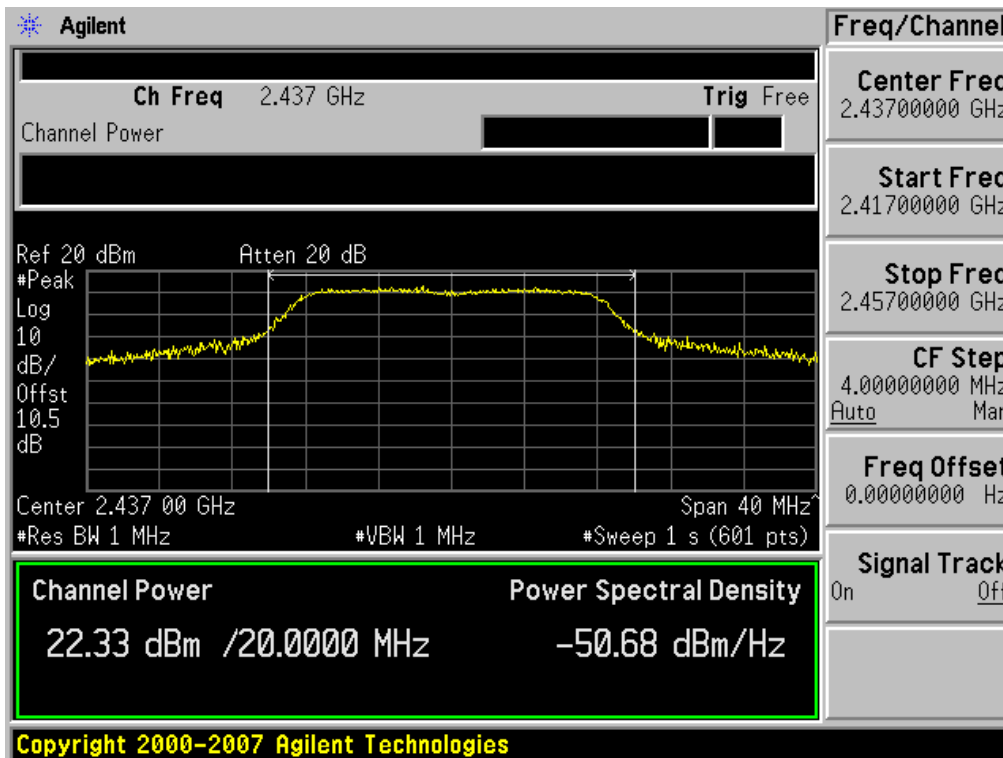 Agilent
Freq/Channel
Ch Freq 2.437 GHz Trig Free
Channel Power
Center Freq
2.43700000 GHz
Start Freq
2.41700000 GHz
Stop Freq
2.45700000 GHz
CF Step
4.00000000 MHz
Auto Man
Freq Offset
0.00000000 Hz
Signal Track
On Off
Ref 20 dBm Atten 20 dB
#Peak
Log
10
dB/
Offst
10.5
dB
Center 2.437 00 GHz Span 40 MHz^
#Res BW 1 MHz #VBW 1 MHz #Sweep 1 s (601 pts)
Channel Power Power Spectral Density
22.33 dBm /20.0000 MHz -50.68 dBm/Hz
Copyright 2000-2007 Agilent Technologies